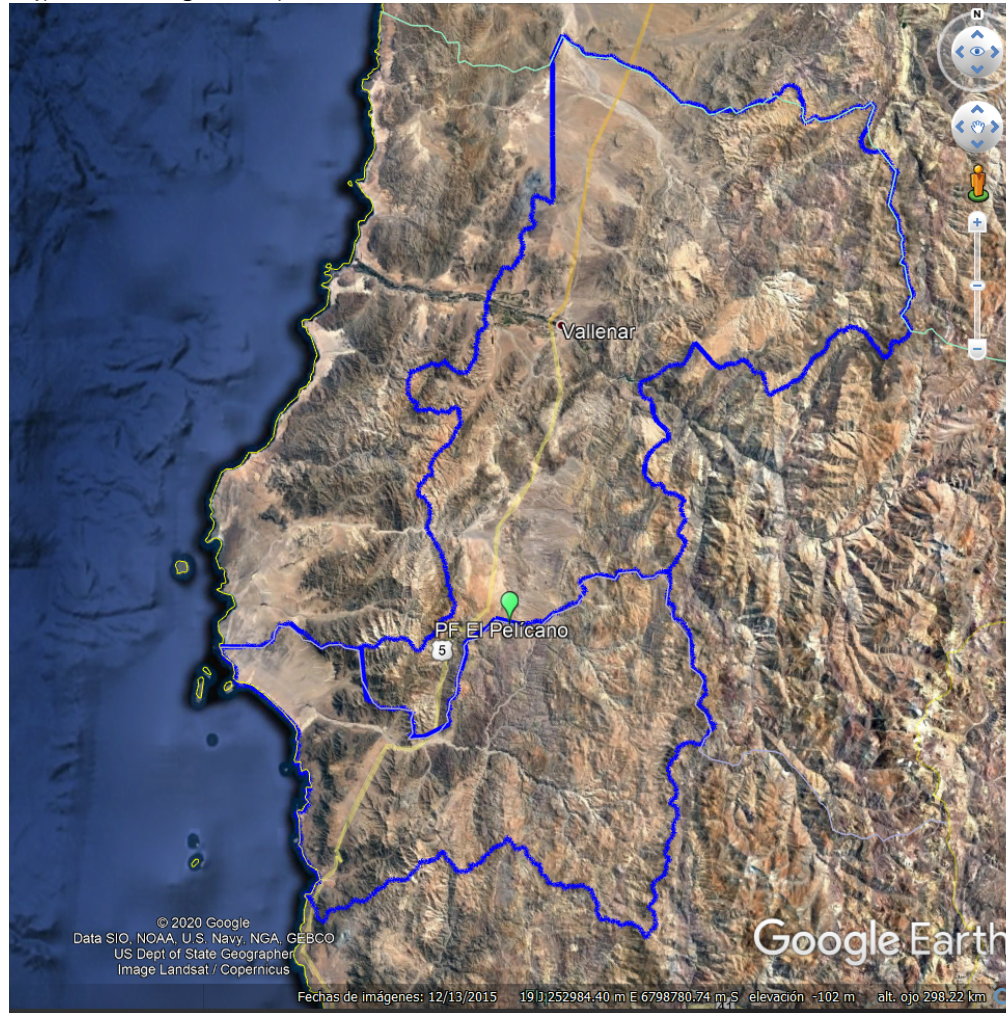 N
Vallenar
PF El Pelícano
5
© 2020 Google
Data SIO, NOAA, U.S. Navy, NGA, GEBCO
US Dept of State Geographer
Image Landsat / Copernicus
Google Earth
Fechas de imágenes: 12/13/2015 19 J 252984.40 m E 6798780.74 m S elevación -102 m alt. ojo 298.22 km